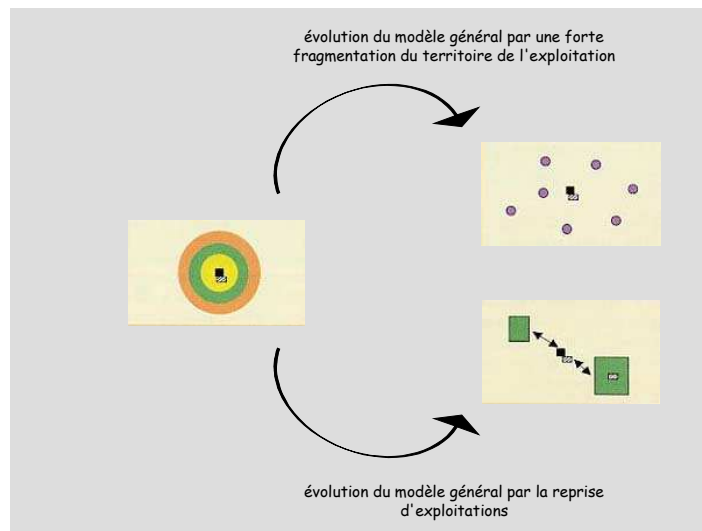 évolution du modèle général par une forte
fragmentation du territoire de l'exploitation
évolution du modèle général par la reprise
d'exploitations